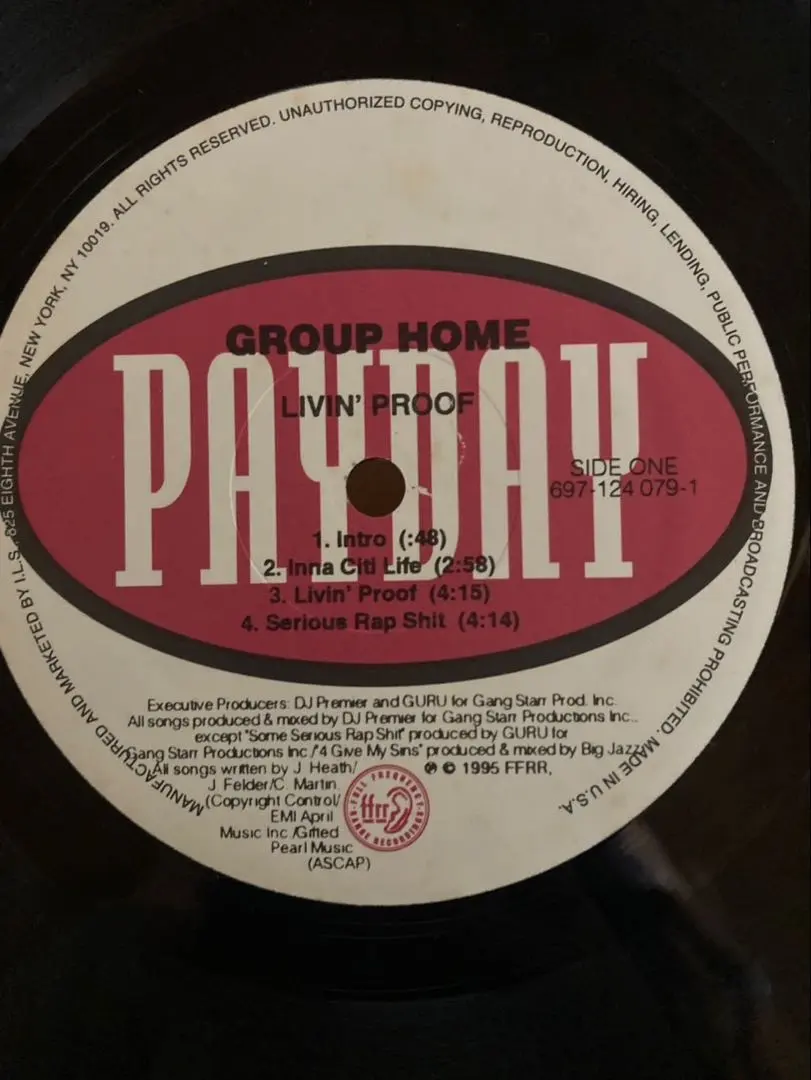 MANUFACTURED AND MARKETED BY I.L.S., 825 EIGHTH AVENUE, NEW YORK, NY 10019. ALL RIGHTS RESERVED. UNAUTHORIZED COPYING, REPRODUCTION, HIRING, LENDING, PUBLIC PERFORMANCE AND BROADCASTING PROHIBITED. MADE IN U.S.A.
GROUP HOME
PAYDAY
LIVIN' PROOF
SIDE ONE
697-124 079-1
1. Intro (:48)
2. Inna Citi Life (2:58)
3. Livin' Proof (4:15)
4. Serious Rap Shit (4:14)
Executive Producers: DJ Premier and GURU for Gang Starr Prod. Inc.
All songs produced & mixed by DJ Premier for Gang Starr Productions Inc.,
except "Some Serious Rap Shit" produced by GURU for
Gang Starr Productions Inc./"4 Give My Sins" produced & mixed by Big Jazz
All songs written by J. Heath/
J. Felder/C. Martin.
(Copyright Control/
EMI April
Music Inc./Gifted
Pearl Music
(ASCAP)
℗ © 1995 FFRR,
FULL FREQUENCY
ffrr
RANGE RECORDINGS